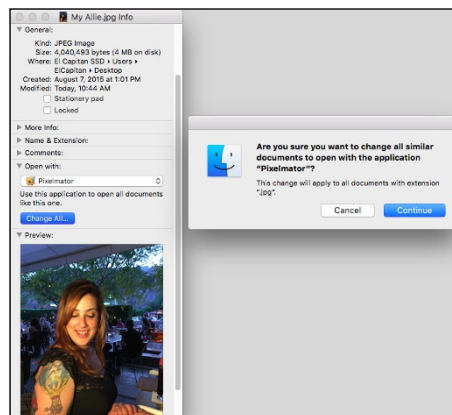 My Allie.jpg Info
General:
Kind: JPEG Image
Size: 4,040,493 bytes (4 MB on disk)
Where: El Capitan SSD ▸ Users ▸
ElCapitan ▸ Desktop
Created: August 7, 2015 at 1:01 PM
Modified: Today, 10:44 AM
Stationery pad
Locked
More Info:
Name & Extension:
Comments:
Open with:
Pixelmator
Use this application to open all documents
like this one.
Change All...
Preview:
Are you sure you want to change all similar
documents to open with the application
“Pixelmator”?
This change will apply to all documents with extension
“.jpg”.
Cancel
Continue